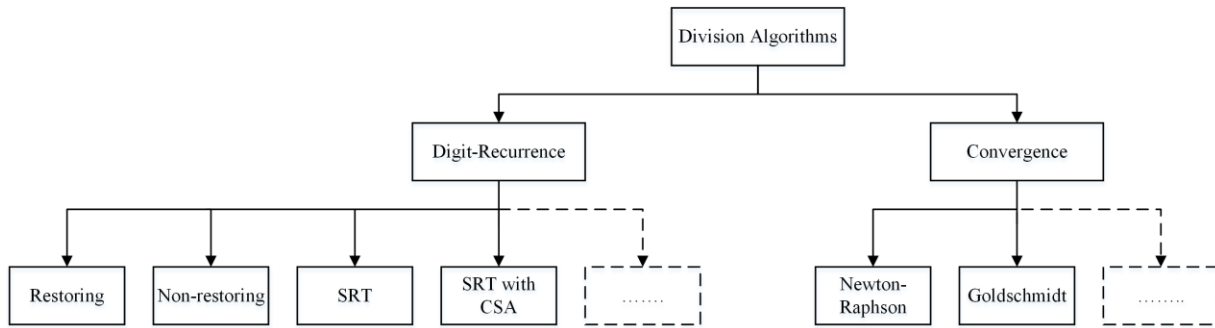 Division Algorithms
Digit-Recurrence
Convergence
Restoring
Non-restoring
SRT
SRT with
CSA
…….
Newton-
Raphson
Goldschmidt
……..